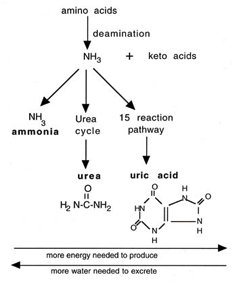 amino acids
deamination
NH3 + keto acids
NH3 Urea 15 reaction
ammonia cycle pathway
urea uric acid
O
H2N-C-NH2
O
H
N
O
HN
O
N
H
N
H
more energy needed to produce
more water needed to excrete